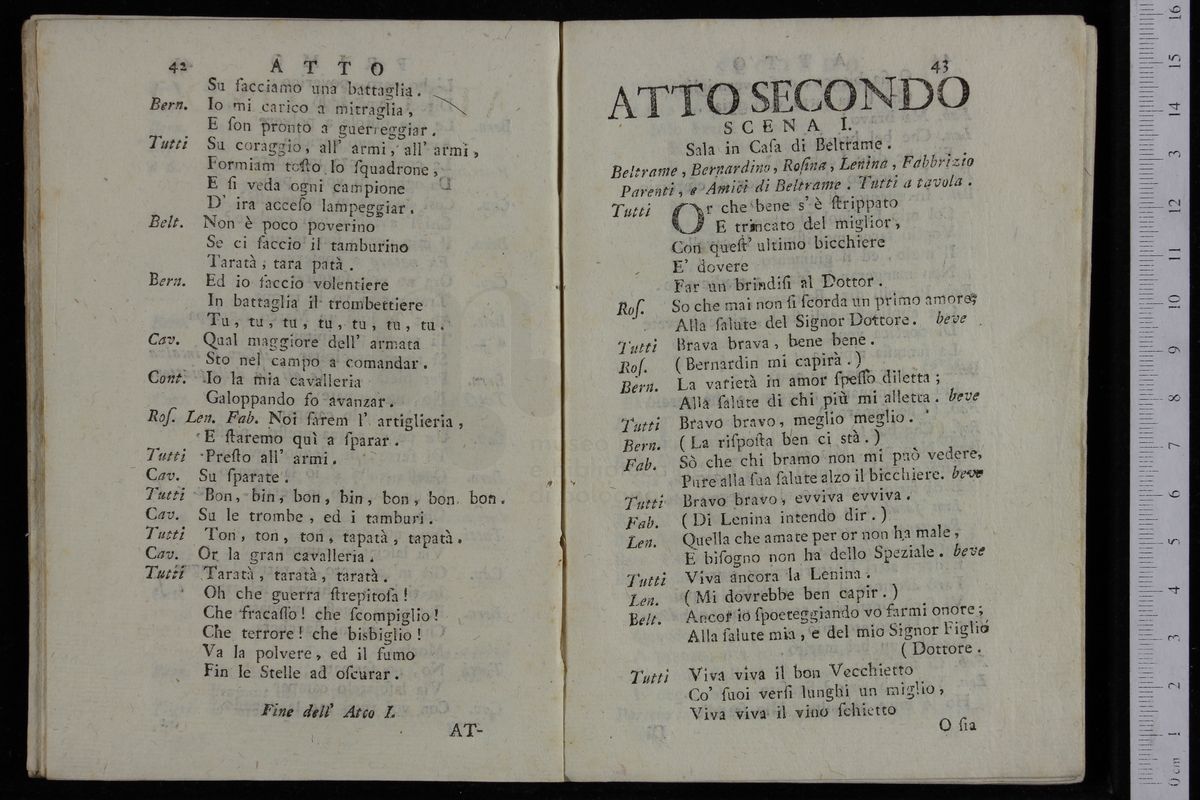 42 ATTO
Su facciamo una battaglia.
Bern. Io mi carico a mitraglia,
E ſon pronto a guerreggiar.
Tutti Su coraggio, all' armi, all' armi,
Formiam toſto lo ſquadrone,
E ſi veda ogni campione
D' ira acceſo lampeggiar.
Belt. Non è poco poverino
Se ci faccio il tamburino
Taratà, tara patà.
Bern. Ed io faccio volentiere
In battaglia il trombettiere
Tu, tu, tu, tu, tu, tu, tu.
Cav. Qual maggiore dell' armata
Sto nel campo a comandar.
Cont. Io la mia cavalleria
Galoppando fo avanzar.
Roſ. Len. Fab. Noi farem l' artiglieria,
E ſtaremo quì a ſparar.
Tutti Preſto all' armi.
Cav. Su ſparate.
Tutti Bon, bin, bon, bin, bon, bon. bon.
Cav. Su le trombe, ed i tamburi.
Tutti Ton, ton, ton, tapatà, tapatà.
Cav. Or la gran cavalleria.
Tutti Taratà, taratà, taratà.
Oh che guerra ſtrepitoſa!
Che fracaſſo! che ſcompiglio!
Che terrore! che bisbiglio!
Va la polvere, ed il fumo
Fin le Stelle ad oſcurar.
Fine dell' Atto I.
AT-
43
ATTO SECONDO
SCENA I.
Sala in Caſa di Beltrame.
Beltrame, Bernardino, Roſina, Lenina, Fabbrizio
Parenti, e Amici di Beltrame. Tutti a tavola.
Tutti Or che bene s'è ſtrippato
E trincato del miglior,
Con queſt' ultimo bicchiere
E' dovere
Far un brindiſi al Dottor.
Roſ. So che mai non ſi ſcorda un primo amore;
Alla ſalute del Signor Dottore. beve
Tutti Brava brava, bene bene.
Roſ. (Bernardin mi capirà.)
Bern. La varietà in amor ſpeſſo diletta;
Alla ſalute di chi più mi alletta. beve
Tutti Bravo bravo, meglio meglio.
Bern. (La riſpoſta ben ci stà.)
Fab. Sò che chi bramo non mi può vedere,
Pure alla ſua ſalute alzo il bicchiere. beve
Tutti Bravo bravo, evviva evviva.
Fab. (Di Lenina intendo dir.)
Len. Quella che amate per or non ha male,
E biſogno non ha dello Speziale. beve
Tutti Viva ancora la Lenina.
Len. (Mi dovrebbe ben capir.)
Belt. Ancor io ſpoeteggiando vo farmi onore;
Alla ſalute mia, e del mio Signor Figlio
(Dottore.
Tutti Viva viva il bon Vecchietto
Co' ſuoi verſi lunghi un miglio,
Viva viva il vino ſchietto
O ſia